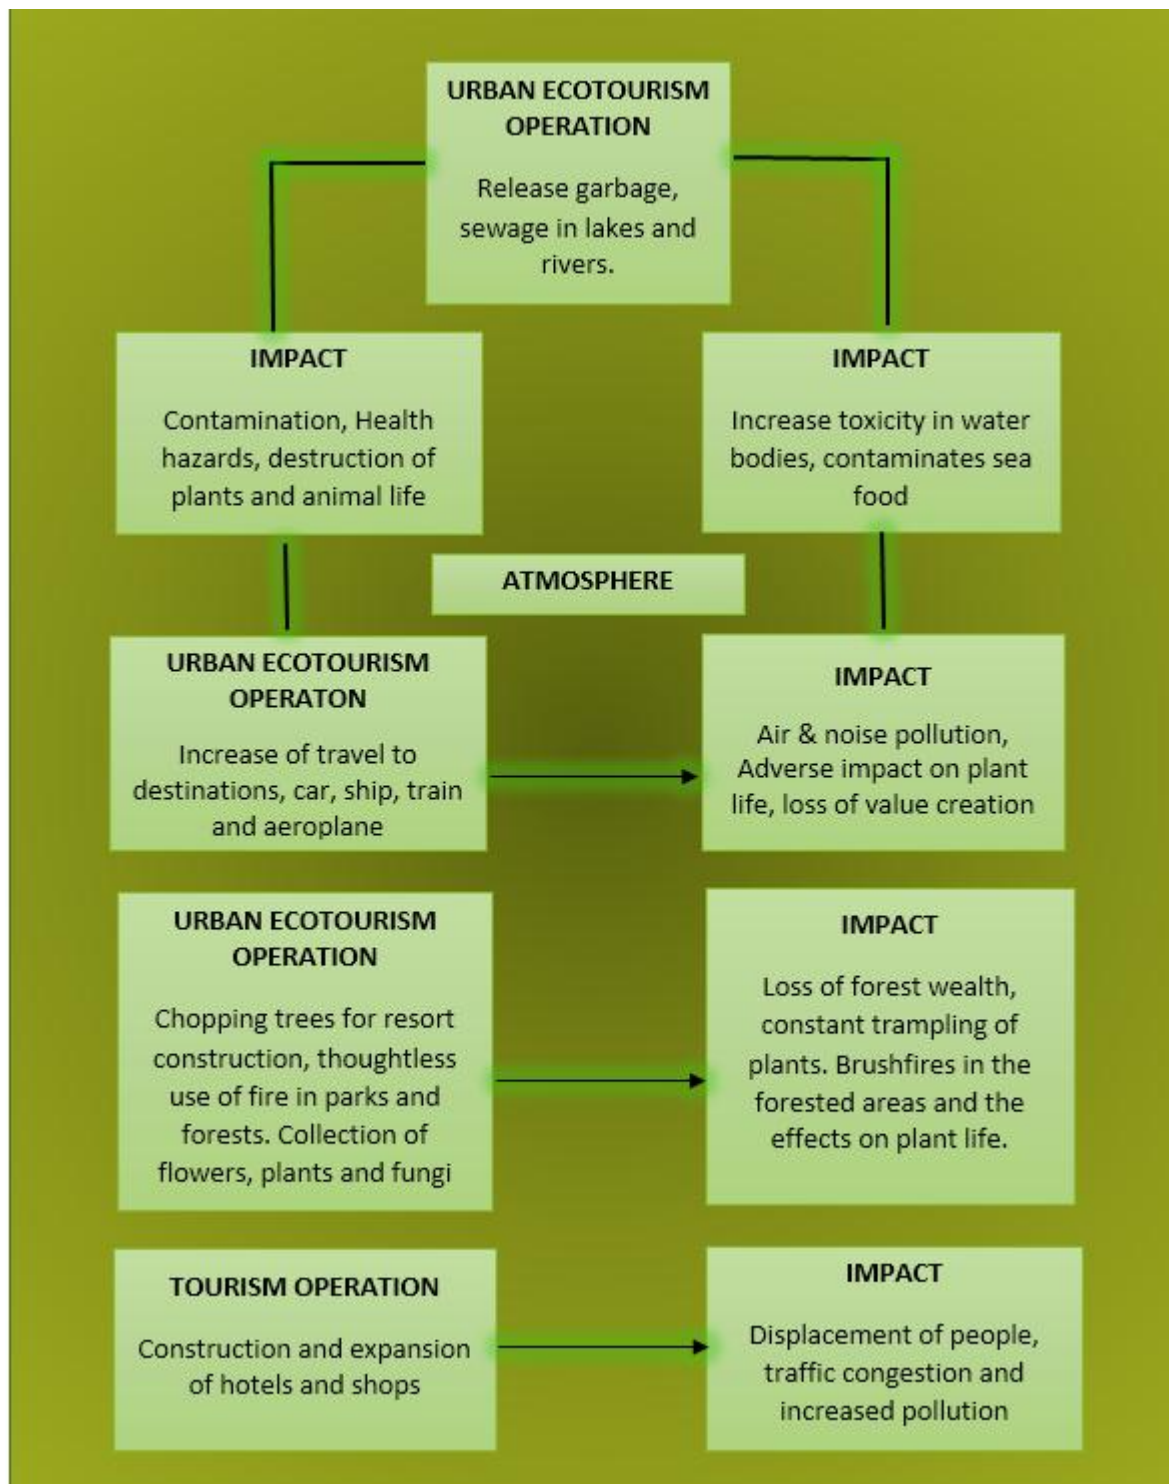 URBAN ECOTOURISM
OPERATION
Release garbage,
sewage in lakes and
rivers.
IMPACT
Contamination, Health
hazards, destruction of
plants and animal life
IMPACT
Increase toxicity in water
bodies, contaminates sea
food
ATMOSPHERE
URBAN ECOTOURISM
OPERATON
Increase of travel to
destinations, car, ship, train
and aeroplane
IMPACT
Air & noise pollution,
Adverse impact on plant
life, loss of value creation
URBAN ECOTOURISM
OPERATION
Chopping trees for resort
construction, thoughtless
use of fire in parks and
forests. Collection of
flowers, plants and fungi
IMPACT
Loss of forest wealth,
constant trampling of
plants. Brushfires in the
forested areas and the
effects on plant life.
TOURISM OPERATION
Construction and expansion
of hotels and shops
IMPACT
Displacement of people,
traffic congestion and
increased pollution